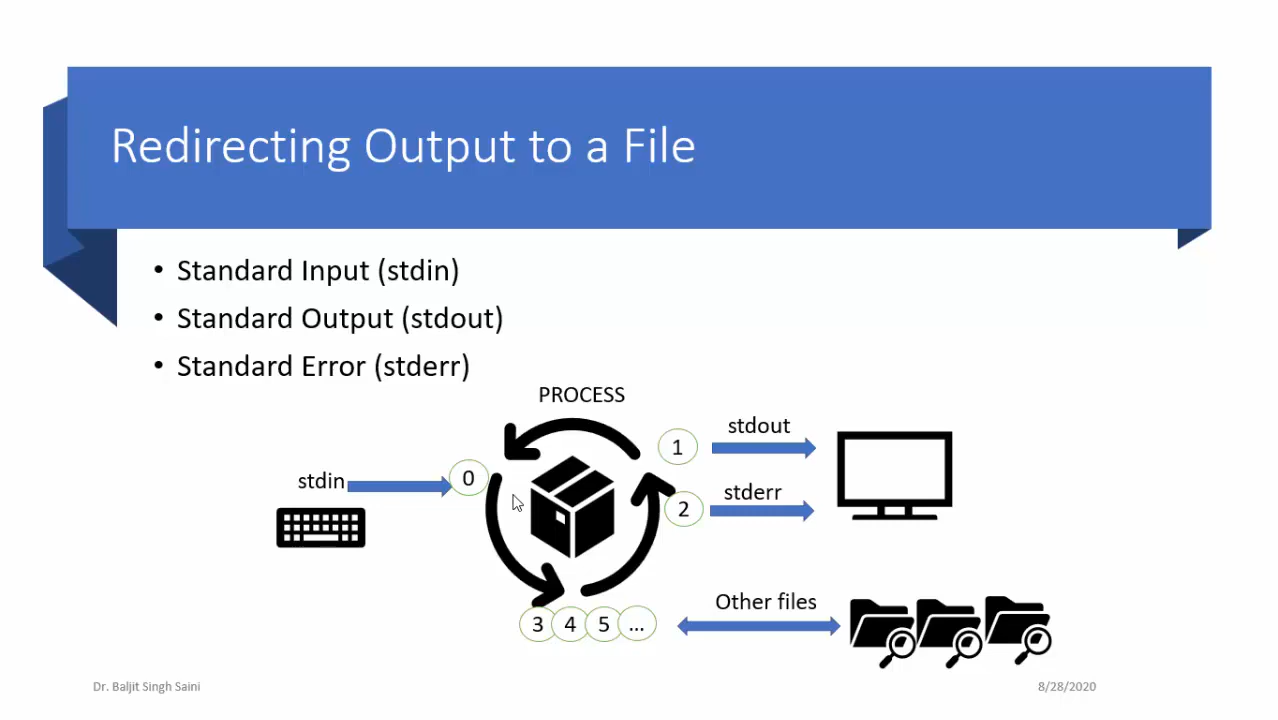 Redirecting Output to a File
• Standard Input (stdin)
• Standard Output (stdout)
• Standard Error (stderr)
PROCESS
stdout
1
stdin
0
stderr
2
Other files
3 4 5 ...
Dr. Baljit Singh Saini
8/28/2020